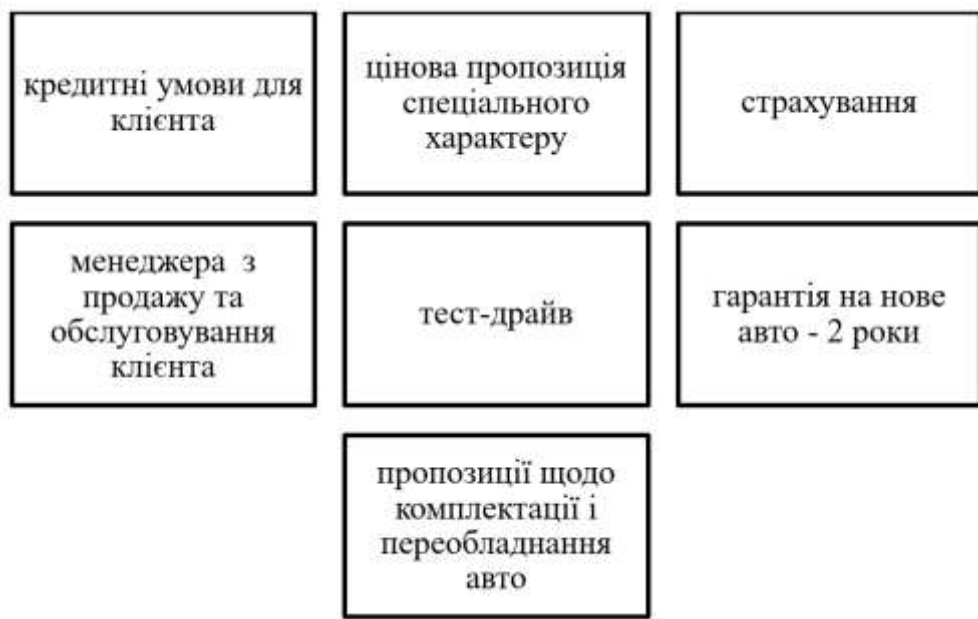 кредитні умови для
клієнта
цінова пропозиція
спеціального
характеру
страхування
менеджера з
продажу та
обслуговування
клієнта
тест-драйв
гарантія на нове
авто - 2 роки
пропозиції щодо
комплектації і
переобладнання
авто